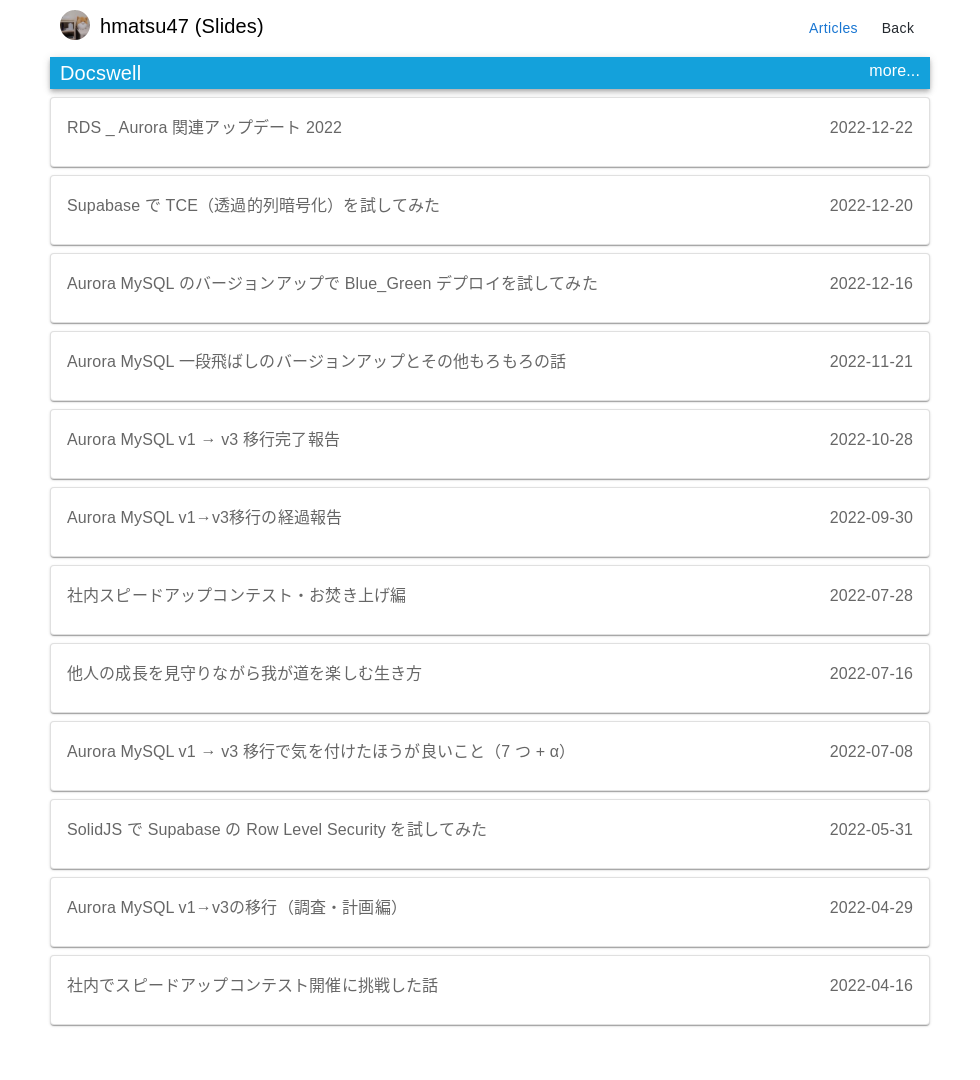 hmatsu47 (Slides)
Articles
Back
Docswell
more...
RDS _ Aurora 関連アップデート 2022
2022-12-22
Supabase で TCE（透過的列暗号化）を試してみた
2022-12-20
Aurora MySQL のバージョンアップで Blue_Green デプロイを試してみた
2022-12-16
Aurora MySQL 一段飛ばしのバージョンアップとその他もろもろの話
2022-11-21
Aurora MySQL v1 → v3 移行完了報告
2022-10-28
Aurora MySQL v1→v3移行の経過報告
2022-09-30
社内スピードアップコンテスト・お焚き上げ編
2022-07-28
他人の成長を見守りながら我が道を楽しむ生き方
2022-07-16
Aurora MySQL v1 → v3 移行で気を付けたほうが良いこと（7 つ + α）
2022-07-08
SolidJS で Supabase の Row Level Security を試してみた
2022-05-31
Aurora MySQL v1→v3の移行（調査・計画編）
2022-04-29
社内でスピードアップコンテスト開催に挑戦した話
2022-04-16